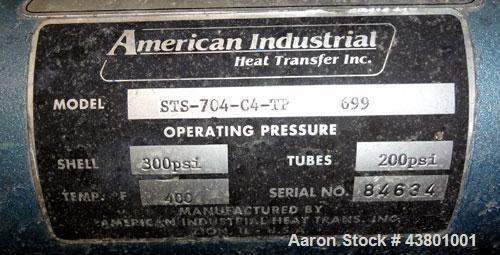 American Industrial
Heat Transfer Inc.
MODEL STS-704-C4-TP 699
OPERATING PRESSURE
SHELL 300psi TUBES 200psi
TEMP. °F 400 SERIAL NO. 84634
MANUFACTURED BY
AMERICAN INDUSTRIAL HEAT TRANS. INC.
U.S.A.
Aaron Stock # 43801001